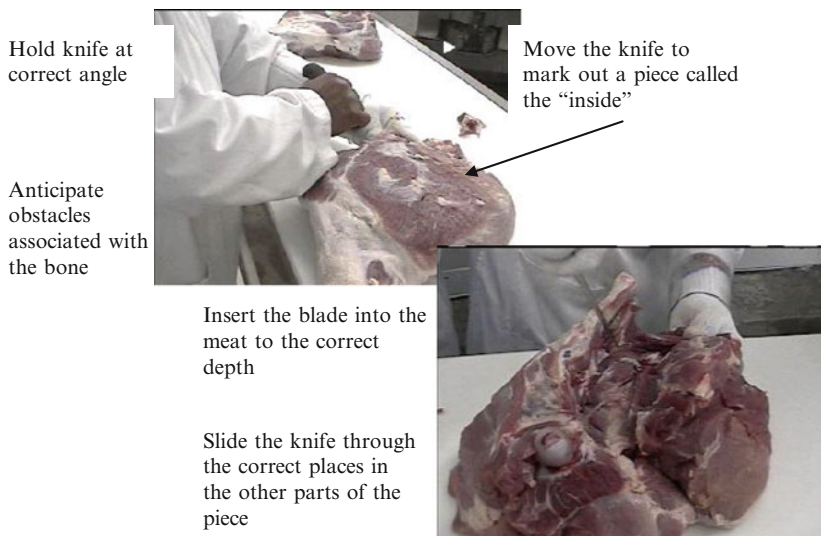 Hold knife at
correct angle
Move the knife to
mark out a piece called
the “inside”
Anticipate
obstacles
associated with
the bone
Insert the blade into the
meat to the correct
depth
Slide the knife through
the correct places in
the other parts of the
piece